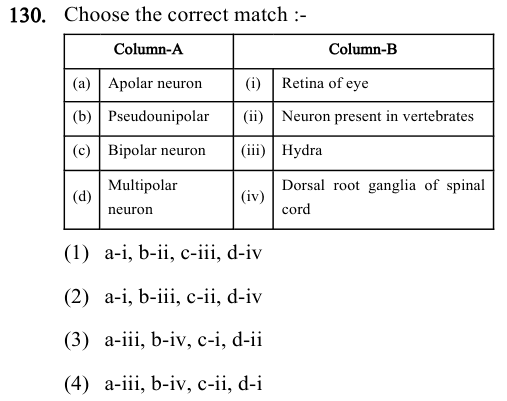 130. Choose the correct match :-
Column-A Column-B
(a) Apolar neuron (i) Retina of eye
(b) Pseudounipolar (ii) Neuron present in vertebrates
(c) Bipolar neuron (iii) Hydra
(d) Multipolar neuron (iv) Dorsal root ganglia of spinal cord
(1) a-i, b-ii, c-iii, d-iv
(2) a-i, b-iii, c-ii, d-iv
(3) a-iii, b-iv, c-i, d-ii
(4) a-iii, b-iv, c-ii, d-i